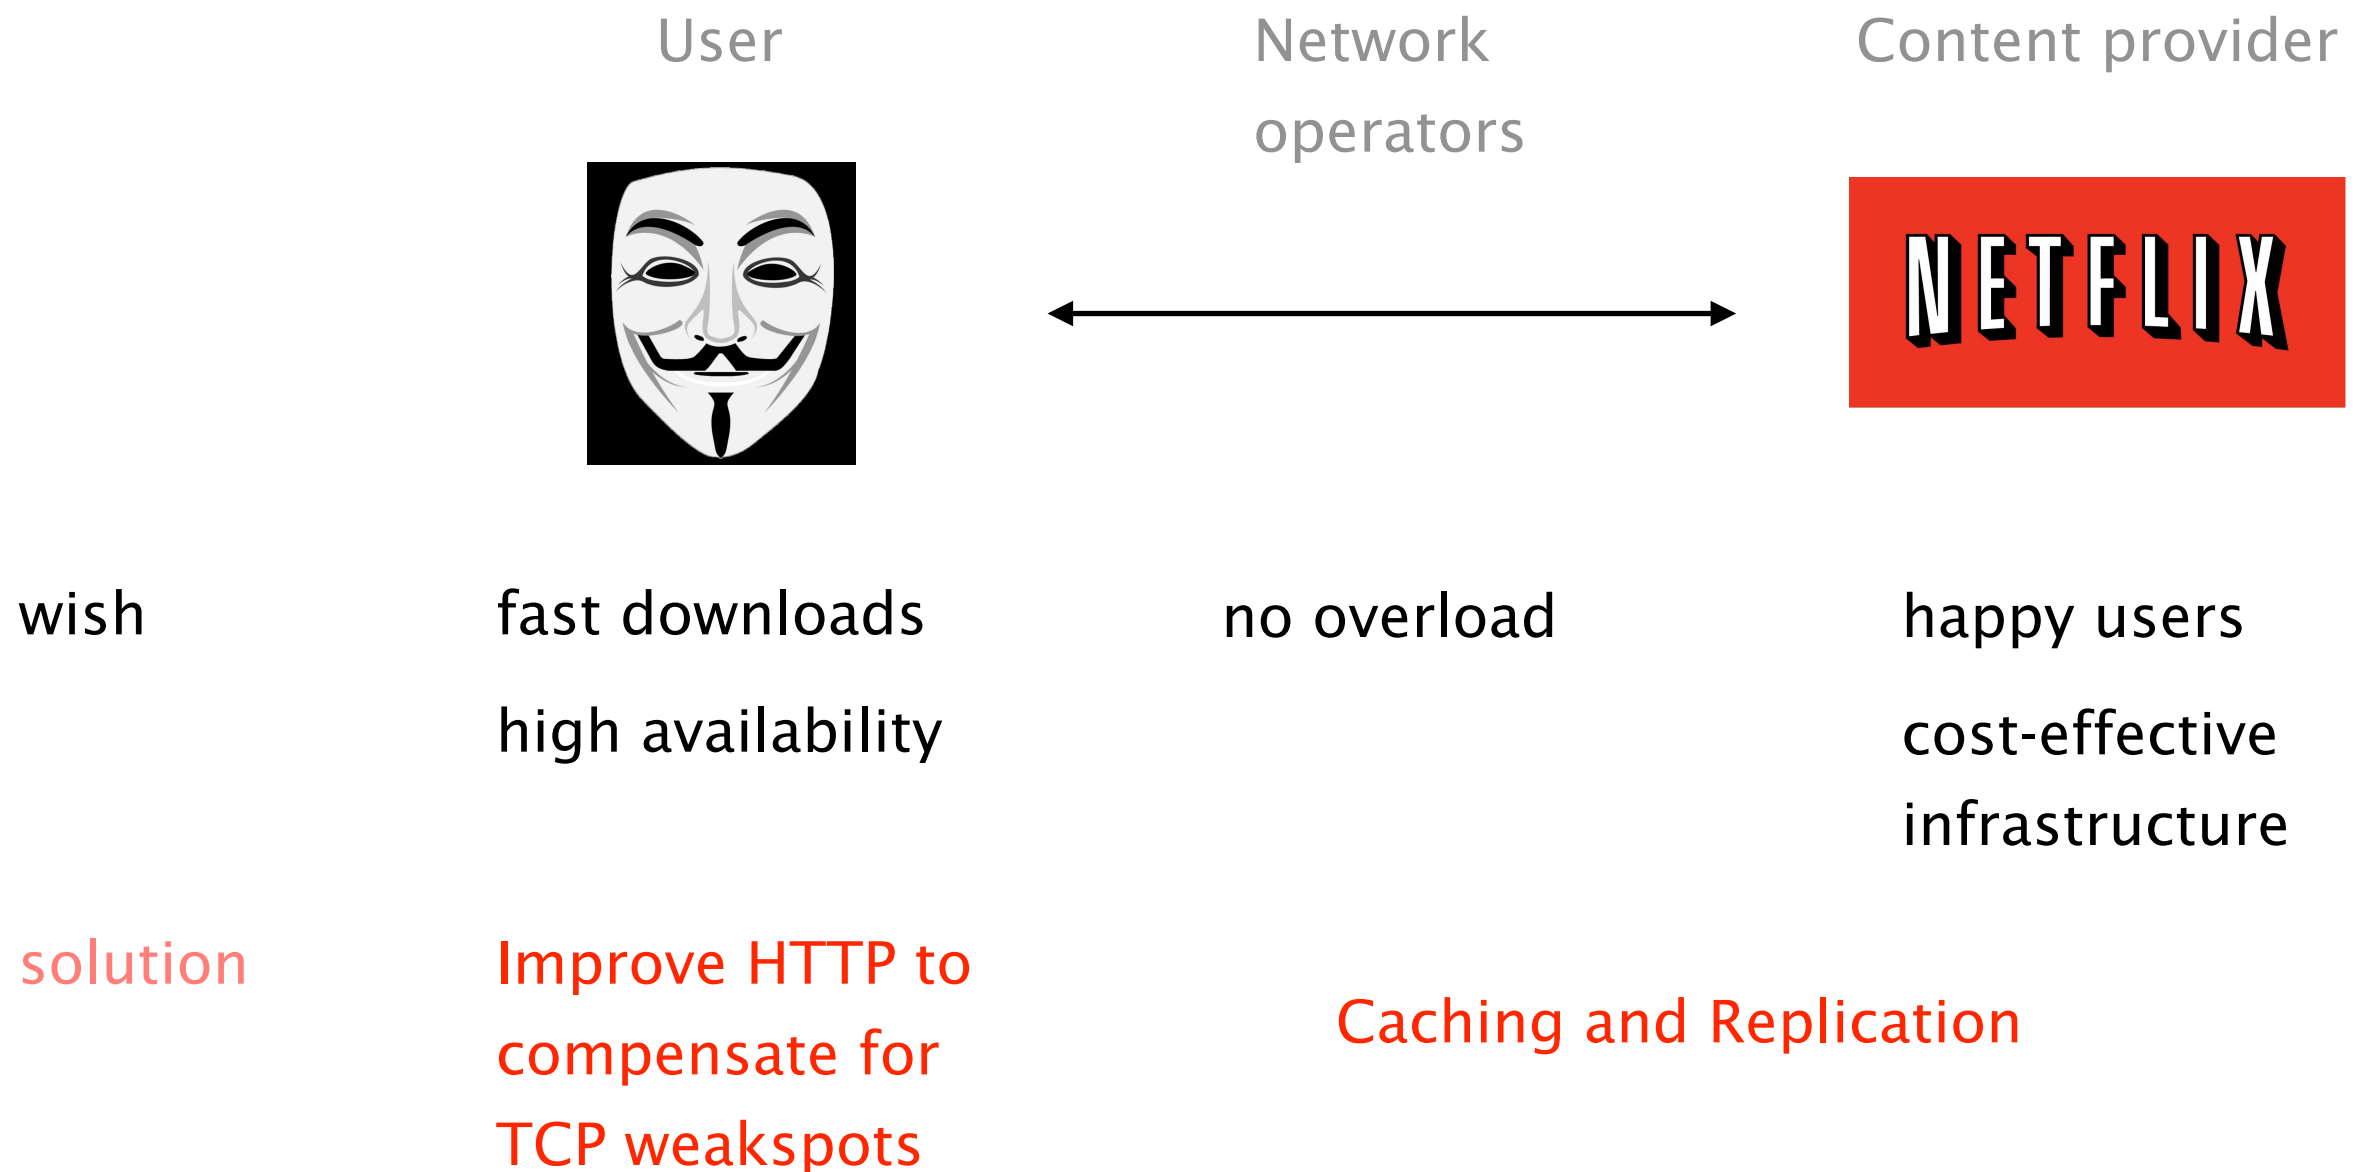 User
Network
operators
Content provider
NETFLIX
wish
fast downloads
no overload
happy users
high availability
cost-effective
infrastructure
solution
Improve HTTP to
compensate for
TCP weakspots
Caching and Replication